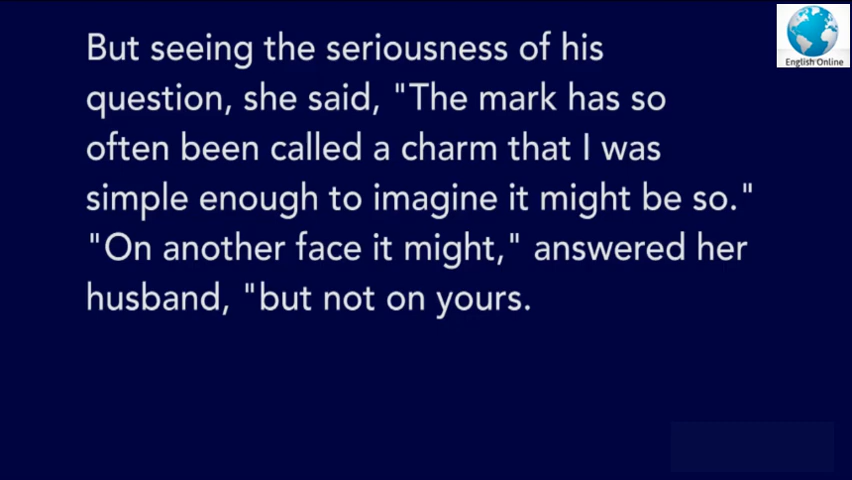 But seeing the seriousness of his
question, she said, "The mark has so
often been called a charm that I was
simple enough to imagine it might be so."
"On another face it might," answered her
husband, "but not on yours.
English Online